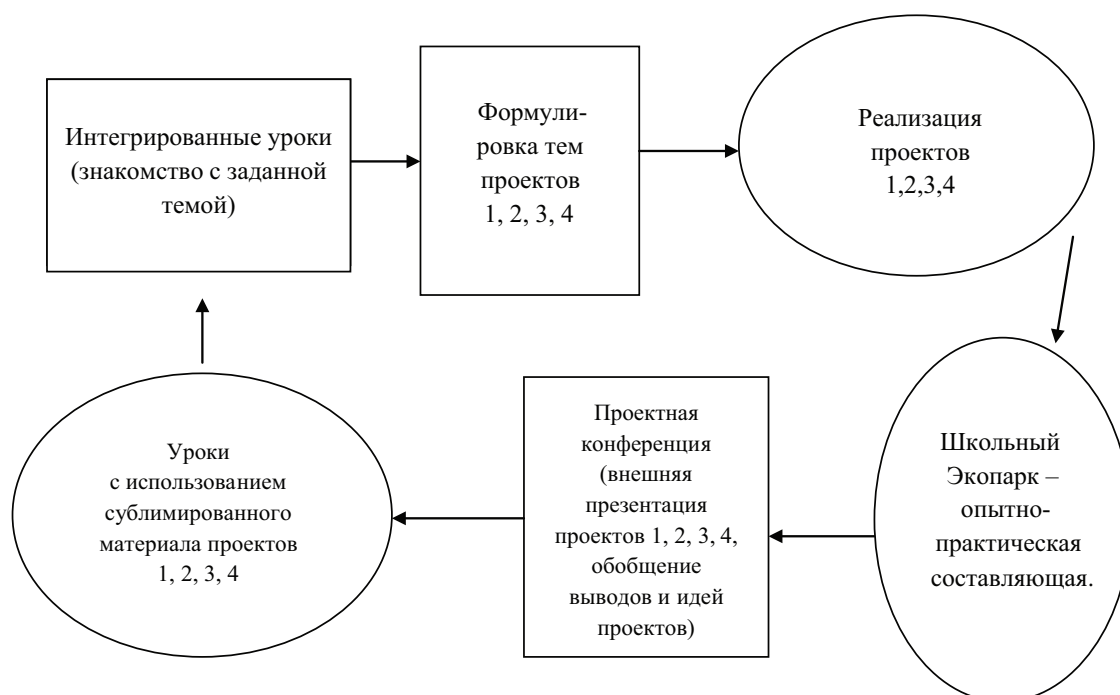 Интегрированные уроки
(знакомство с заданной
темой)
Формули-
ровка тем
проектов
1, 2, 3, 4
Реализация
проектов
1,2,3,4
Школьный
Экопарк –
опытно-
практическая
составляющая.
Проектная
конференция
(внешняя
презентация
проектов 1, 2, 3, 4,
обобщение
выводов и идей
проектов)
Уроки
с использованием
сублимированного
материала проектов
1, 2, 3, 4